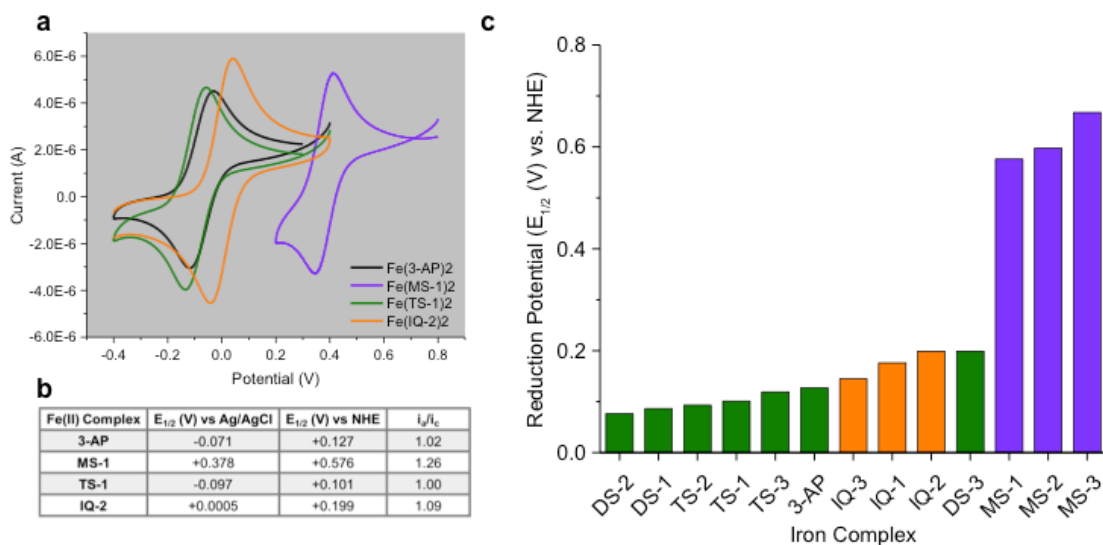 a
6.0E-6
4.0E-6
2.0E-6
0.0
-2.0E-6
-4.0E-6
-6.0E-6
Current (A)
-0.4 -0.2 0.0 0.2 0.4 0.6 0.8
Potential (V)
Fe(3-AP)2
Fe(MS-1)2
Fe(TS-1)2
Fe(IQ-2)2
b
Fe(II) Complex E1/2 (V) vs Ag/AgCl E1/2 (V) vs NHE ia/ic
3-AP -0.071 +0.127 1.02
MS-1 +0.378 +0.576 1.26
TS-1 -0.097 +0.101 1.00
IQ-2 +0.0005 +0.199 1.09
c
0.8
0.6
0.4
0.2
0.0
Reduction Potential (E1/2 (V) vs. NHE)
DS-2 DS-1 TS-2 TS-1 TS-3 3-AP IQ-3 IQ-1 IQ-2 DS-3 MS-1 MS-2 MS-3
Iron Complex